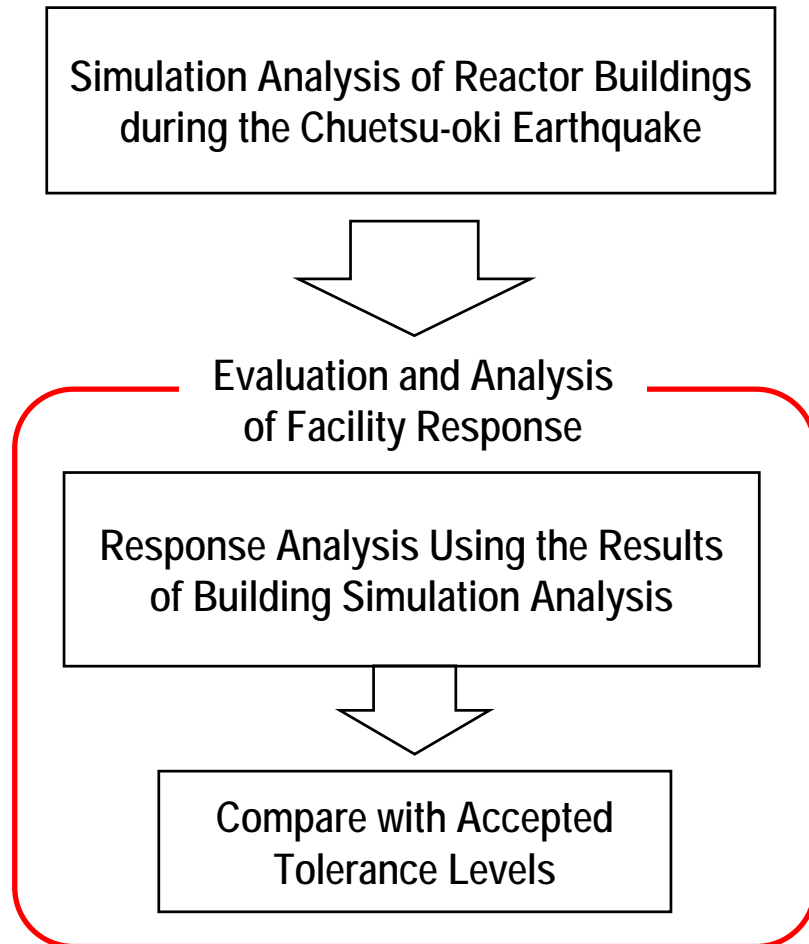 Simulation Analysis of Reactor Buildings
during the Chuetsu-oki Earthquake
Evaluation and Analysis
of Facility Response
Response Analysis Using the Results
of Building Simulation Analysis
Compare with Accepted
Tolerance Levels